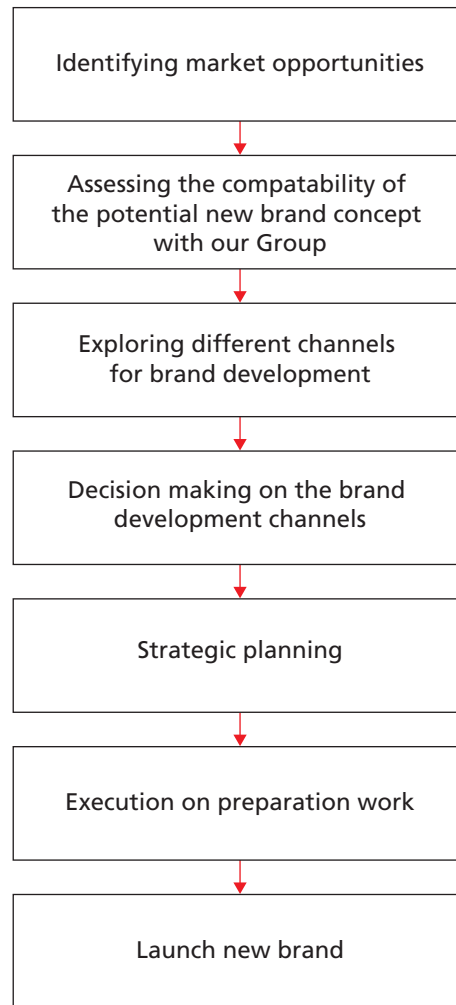 Identifying market opportunities
Assessing the compatability of
the potential new brand concept
with our Group
Exploring different channels
for brand development
Decision making on the brand
development channels
Strategic planning
Execution on preparation work
Launch new brand